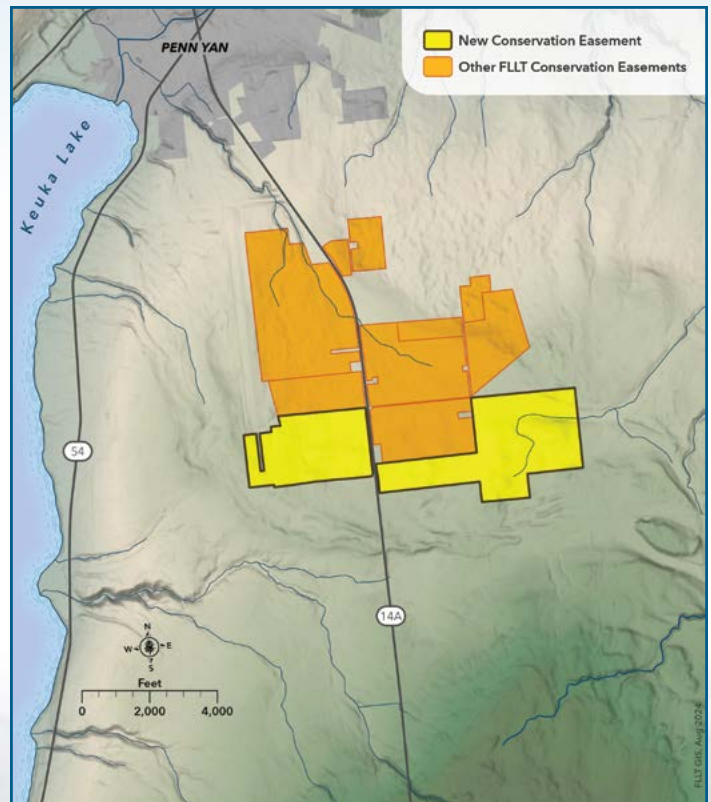 PENN YAN
New Conservation Easement
Other FLLT Conservation Easements
Keuka Lake
54
14A
N
W E
S
Feet
0 2,000 4,000
FLLT GIS, Aug 2024